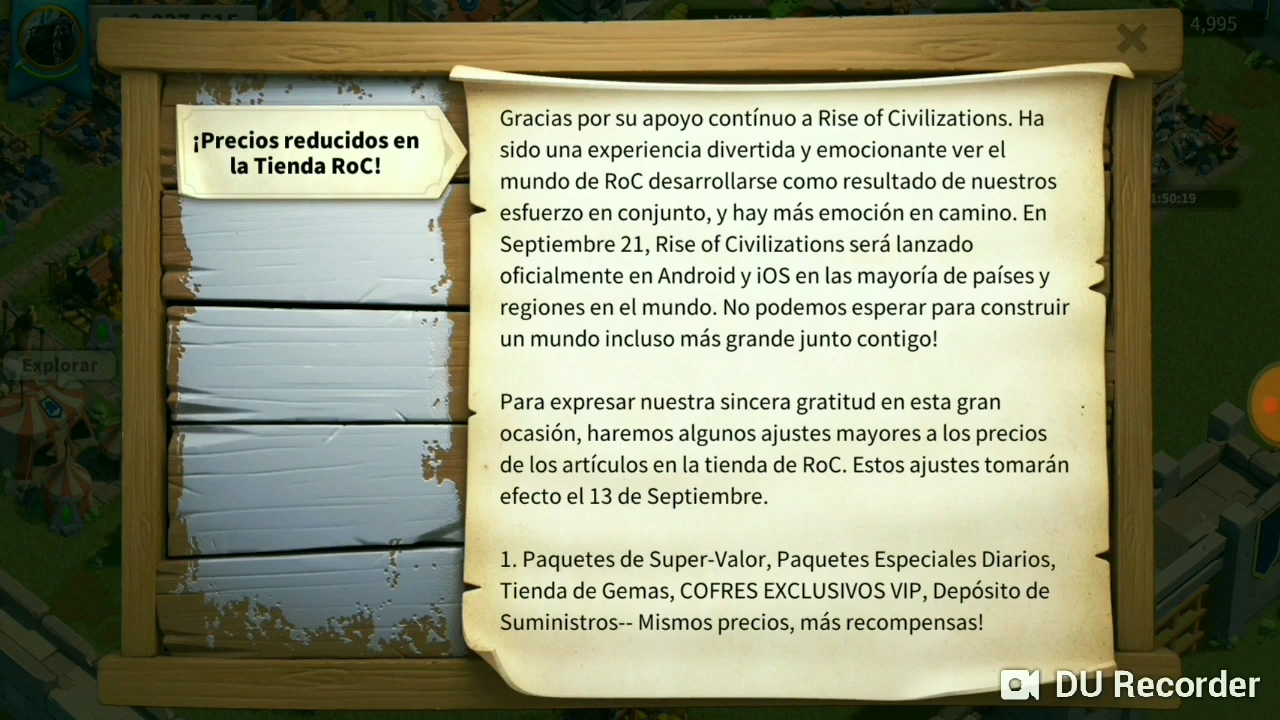 4,995
¡Precios reducidos en
la Tienda RoC!
Gracias por su apoyo contínuo a Rise of Civilizations. Ha
sido una experiencia divertida y emocionante ver el
mundo de RoC desarrollarse como resultado de nuestros
esfuerzo en conjunto, y hay más emoción en camino. En
Septiembre 21, Rise of Civilizations será lanzado
oficialmente en Android y iOS en las mayoría de países y
regiones en el mundo. No podemos esperar para construir
un mundo incluso más grande junto contigo!
Para expresar nuestra sincera gratitud en esta gran
ocasión, haremos algunos ajustes mayores a los precios
de los artículos en la tienda de RoC. Estos ajustes tomarán
efecto el 13 de Septiembre.
1. Paquetes de Super-Valor, Paquetes Especiales Diarios,
Tienda de Gemas, COFRES EXCLUSIVOS VIP, Depósito de
Suministros-- Mismos precios, más recompensas!
1:50:19
Explorar
DU Recorder